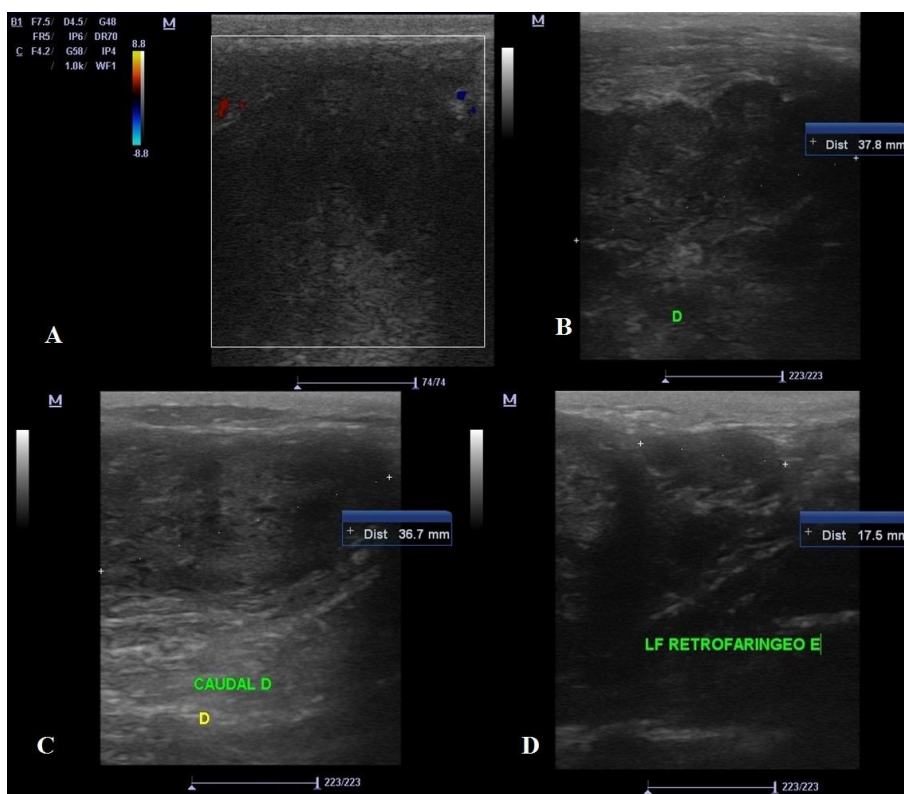 B1 F7.5/ D4.5/ G48
FR5/ IP6/ DR70
C F4.2/ G58/ IP4
/ 1.0k/ WF1
8.8
-8.8
M
A
74/74
M
+ Dist 37.8 mm
D
B
223/223
M
+ Dist 36.7 mm
CAUDAL D
D
C
223/223
M
+ Dist 17.5 mm
LF RETROFARINGEO E
D
223/223